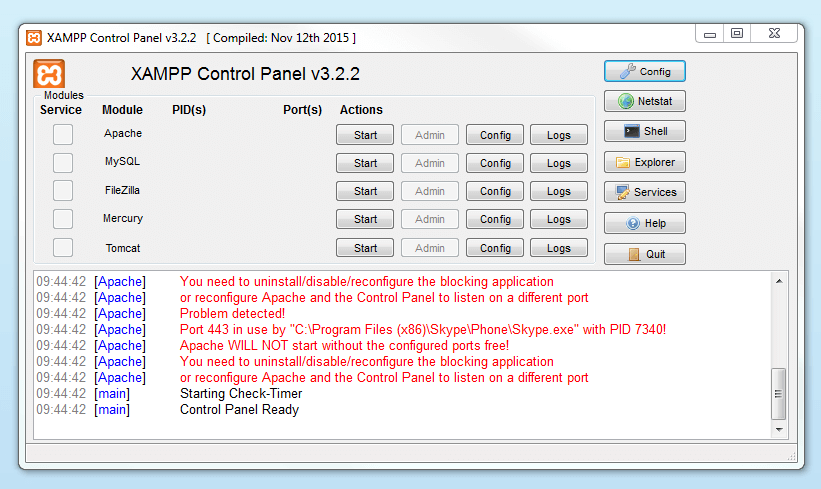 XAMPP Control Panel v3.2.2 [ Compiled: Nov 12th 2015 ]
XAMPP Control Panel v3.2.2
Config
Modules
Netstat
Service Module PID(s) Port(s) Actions
Apache Start Admin Config Logs
Shell
MySQL Start Admin Config Logs
Explorer
FileZilla Start Admin Config Logs
Services
Mercury Start Admin Config Logs
Help
Tomcat Start Admin Config Logs
Quit
09:44:42 [Apache] You need to uninstall/disable/reconfigure the blocking application
09:44:42 [Apache] or reconfigure Apache and the Control Panel to listen on a different port
09:44:42 [Apache] Problem detected!
09:44:42 [Apache] Port 443 in use by "C:\Program Files (x86)\Skype\Phone\Skype.exe" with PID 7340!
09:44:42 [Apache] Apache WILL NOT start without the configured ports free!
09:44:42 [Apache] You need to uninstall/disable/reconfigure the blocking application
09:44:42 [Apache] or reconfigure Apache and the Control Panel to listen on a different port
09:44:42 [main] Starting Check-Timer
09:44:42 [main] Control Panel Ready